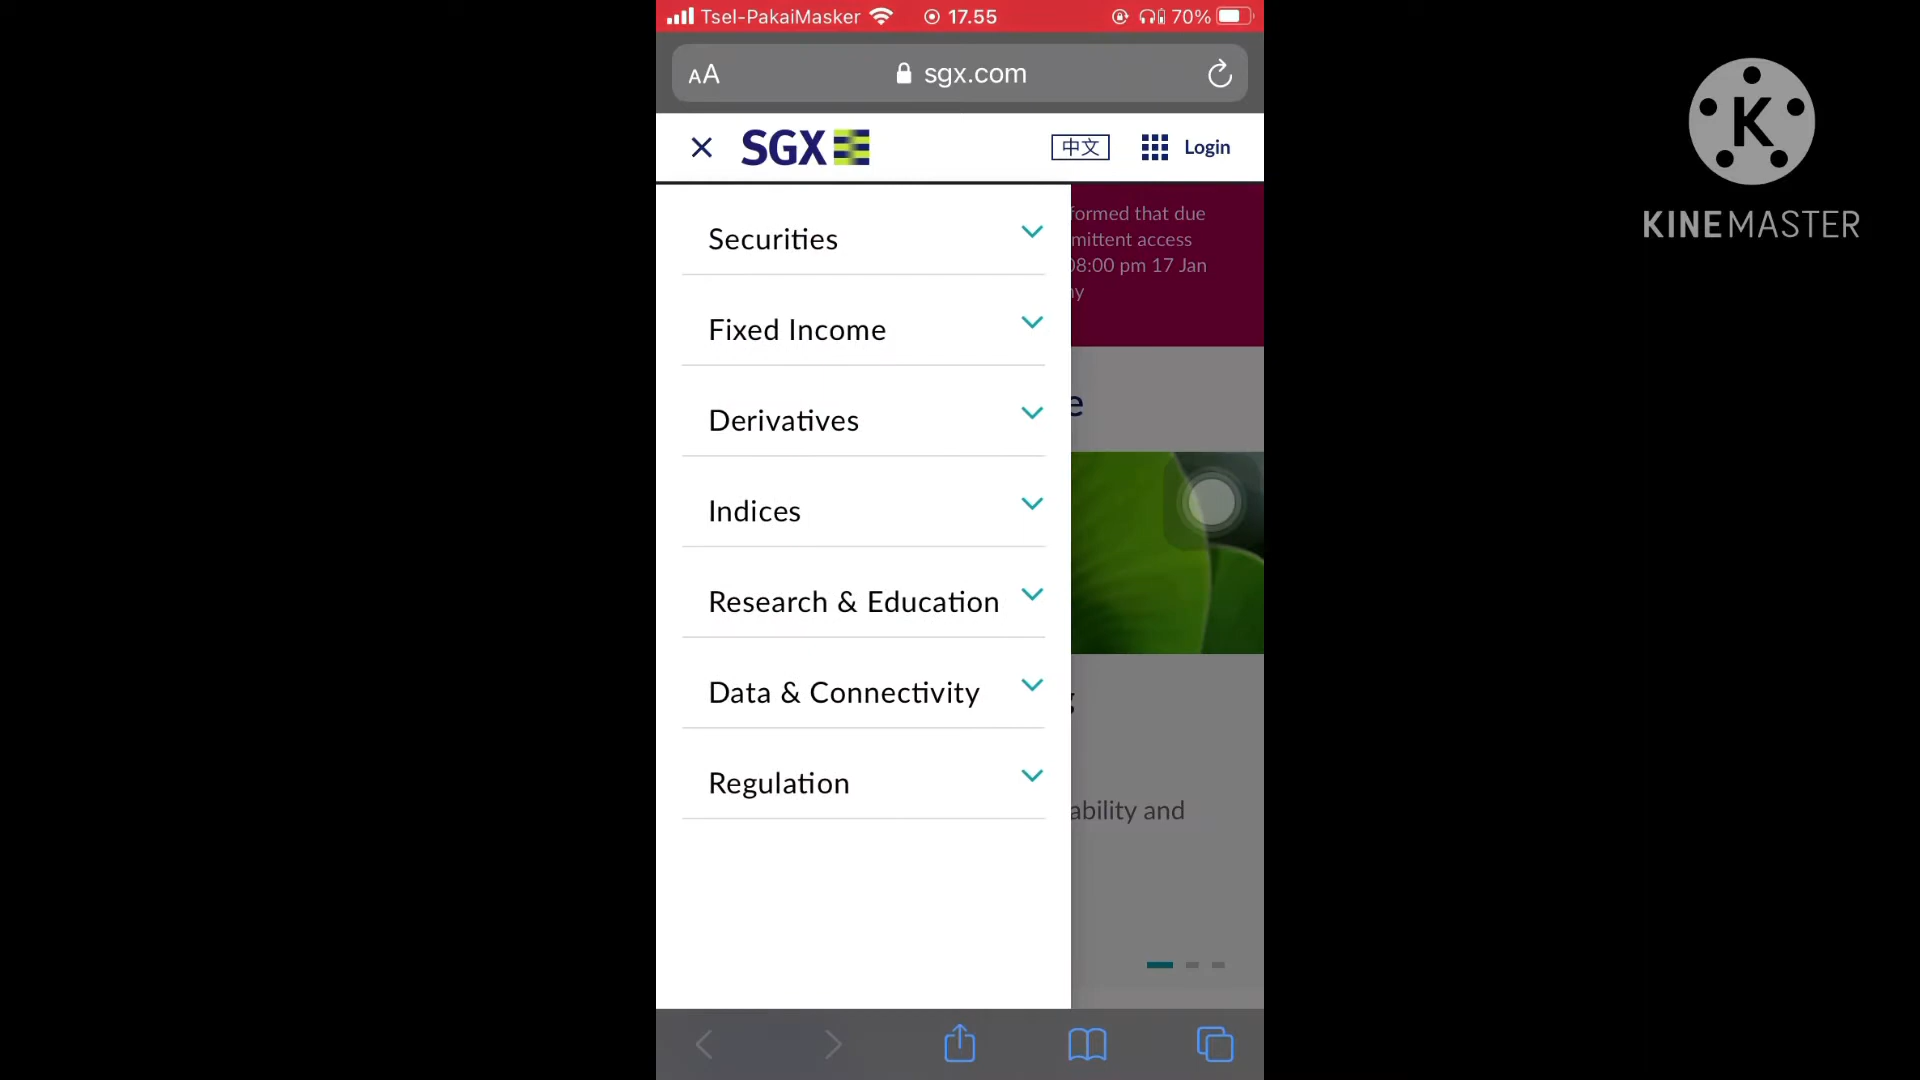 Tsel-PakaiMasker 17.55 70%
AA sgx.com
SGX 中文 Login
Securities
Fixed Income
Derivatives
Indices
Research & Education
Data & Connectivity
Regulation
formed that due
mittent access
08:00 pm 17 Jan
ability and
K
KINEMASTER